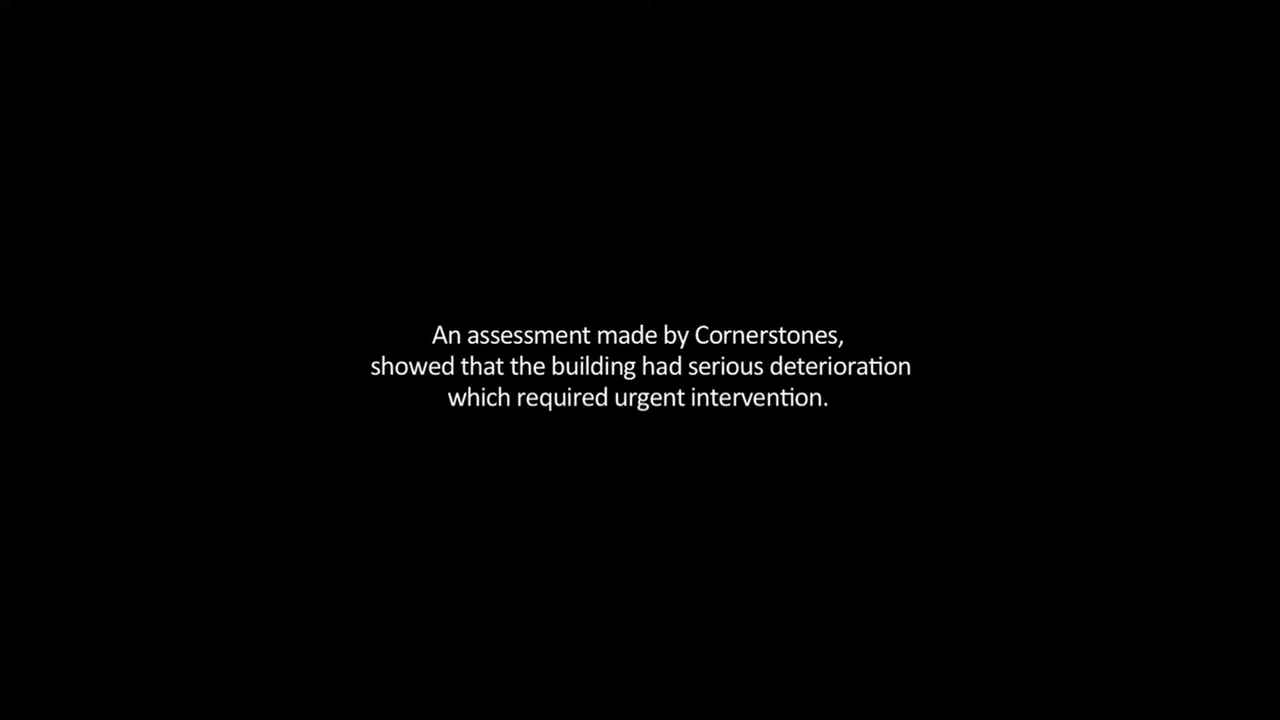 An assessment made by Cornerstones,
showed that the building had serious deterioration
which required urgent intervention.